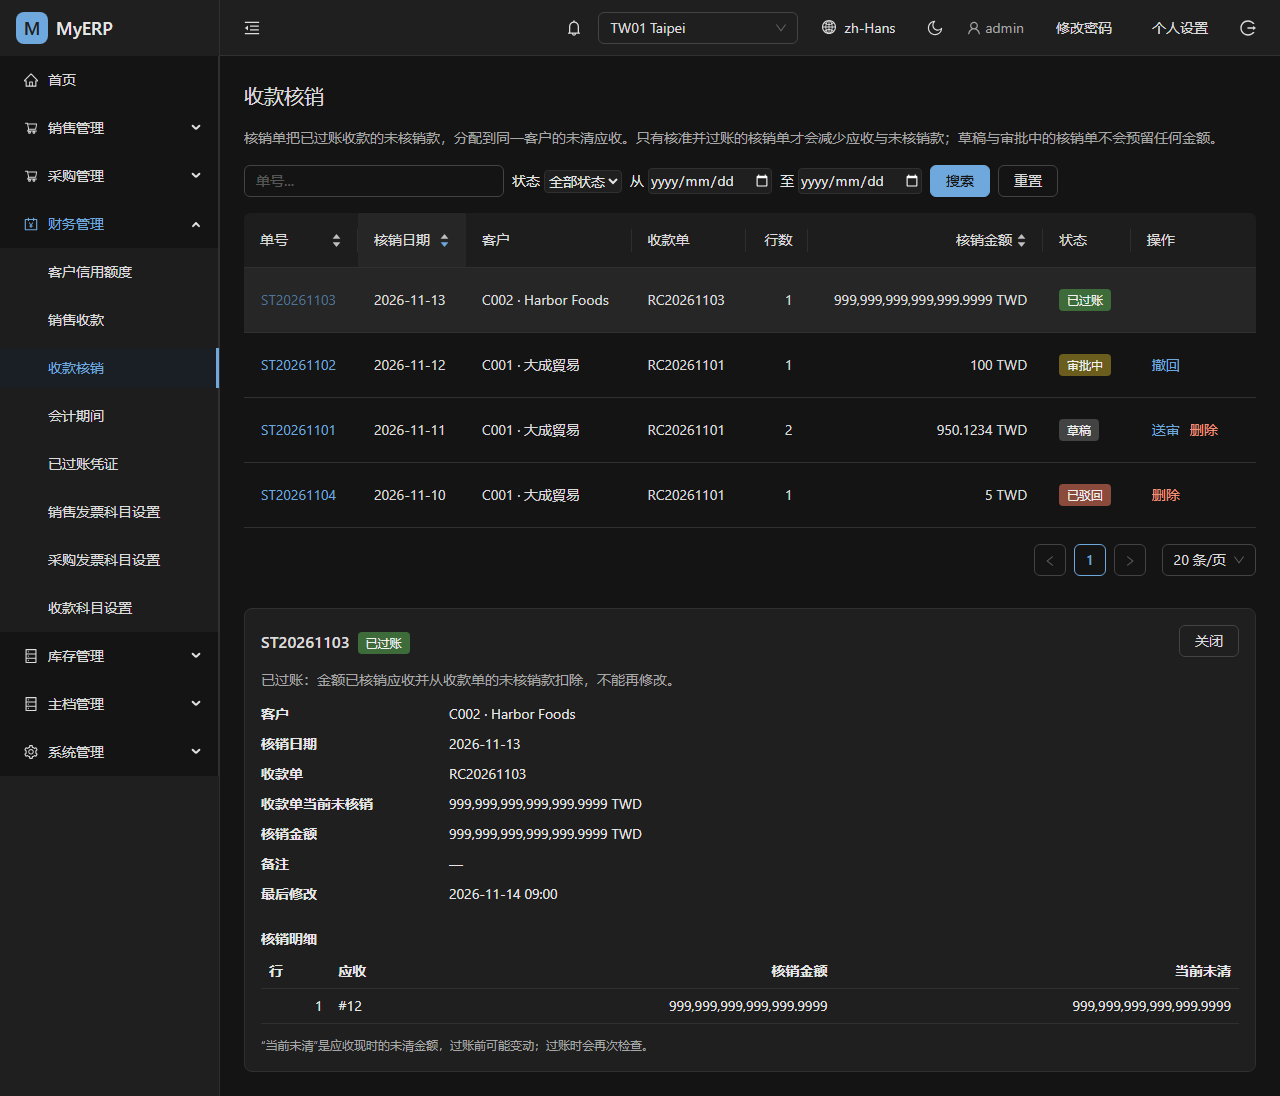 M MyERP
TW01 Taipei
zh-Hans
admin
修改密码
个人设置
首页
销售管理
采购管理
财务管理
客户信用额度
销售收款
收款核销
会计期间
已过账凭证
销售发票科目设置
采购发票科目设置
收款科目设置
库存管理
主档管理
系统管理
收款核销
核销单把已过账收款的未核销款，分配到同一客户的未清应收。只有核准并过账的核销单才会减少应收与未核销款；草稿与审批中的核销单不会预留任何金额。
单号... 状态 全部状态 从 yyyy/mm/dd 至 yyyy/mm/dd 搜索 重置
单号 核销日期 客户 收款单 行数 核销金额 状态 操作
ST20261103 2026-11-13 C002 · Harbor Foods RC20261103 1 999,999,999,999,999.9999 TWD 已过账
ST20261102 2026-11-12 C001 · 大成貿易 RC20261101 1 100 TWD 审批中 撤回
ST20261101 2026-11-11 C001 · 大成貿易 RC20261101 2 950.1234 TWD 草稿 送审 删除
ST20261104 2026-11-10 C001 · 大成貿易 RC20261101 1 5 TWD 已驳回 删除
< 1 > 20 条/页
ST20261103 已过账 关闭
已过账：金额已核销应收并从收款单的未核销款扣除，不能再修改。
客户 C002 · Harbor Foods
核销日期 2026-11-13
收款单 RC20261103
收款单当前未核销 999,999,999,999,999.9999 TWD
核销金额 999,999,999,999,999.9999 TWD
备注 —
最后修改 2026-11-14 09:00
核销明细
行 应收 核销金额 当前未清
1 #12 999,999,999,999,999.9999 999,999,999,999,999.9999
“当前未清”是应收现时的未清金额，过账前可能变动；过账时会再次检查。